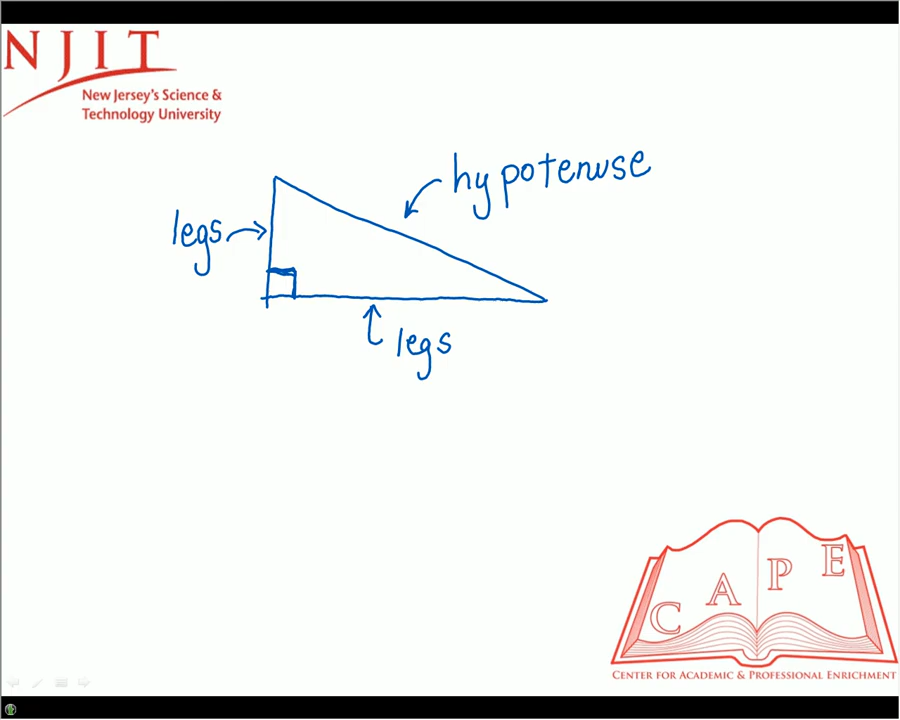 NJIT
New Jersey's Science &
Technology University
hypotenuse
legs
legs
C A P E
CENTER FOR ACADEMIC & PROFESSIONAL ENRICHMENT